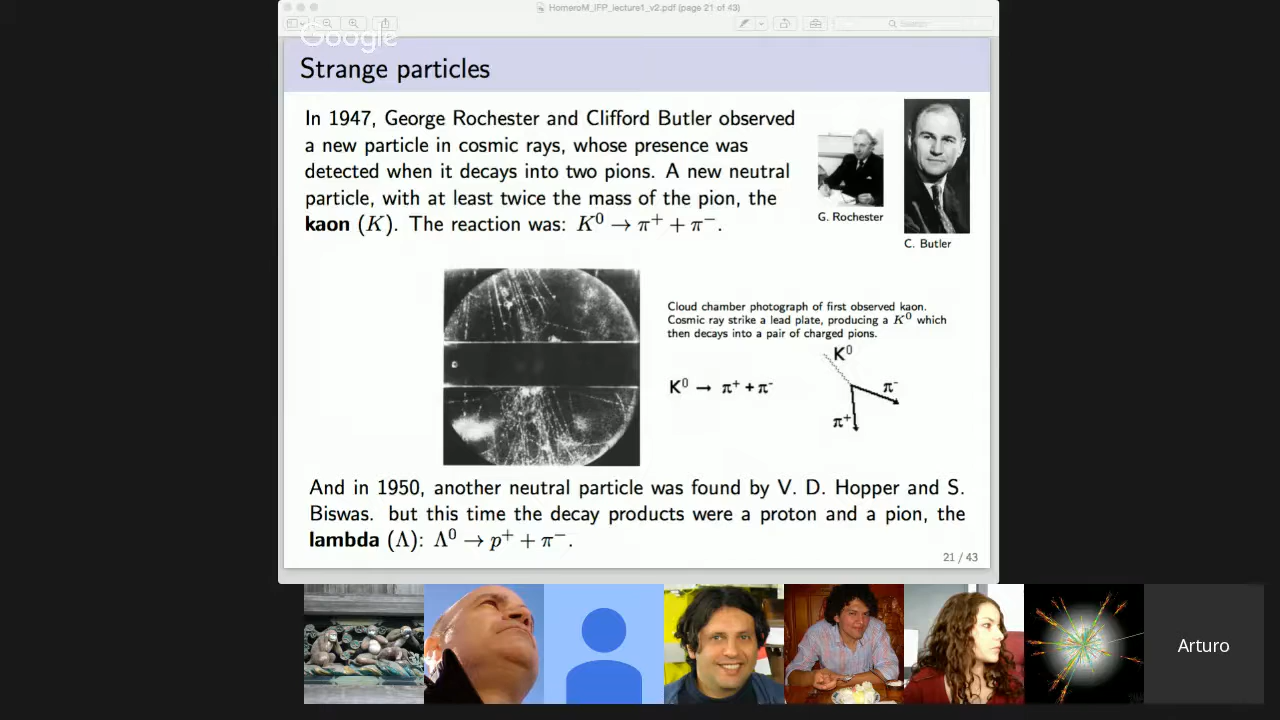 HomeroM_IFP_lecture1_v2.pdf (page 21 of 43)
Search
Google
Strange particles
In 1947, George Rochester and Clifford Butler observed
a new particle in cosmic rays, whose presence was
detected when it decays into two pions. A new neutral
particle, with at least twice the mass of the pion, the
kaon (K). The reaction was: K⁰ → π⁺ + π⁻.
G. Rochester
C. Butler
Cloud chamber photograph of first observed kaon.
Cosmic ray strike a lead plate, producing a K⁰ which
then decays into a pair of charged pions.
K⁰
K⁰ → π⁺ + π⁻
π⁻
π⁺
And in 1950, another neutral particle was found by V. D. Hopper and S.
Biswas. but this time the decay products were a proton and a pion, the
lambda (Λ): Λ⁰ → p⁺ + π⁻.
21 / 43
Arturo